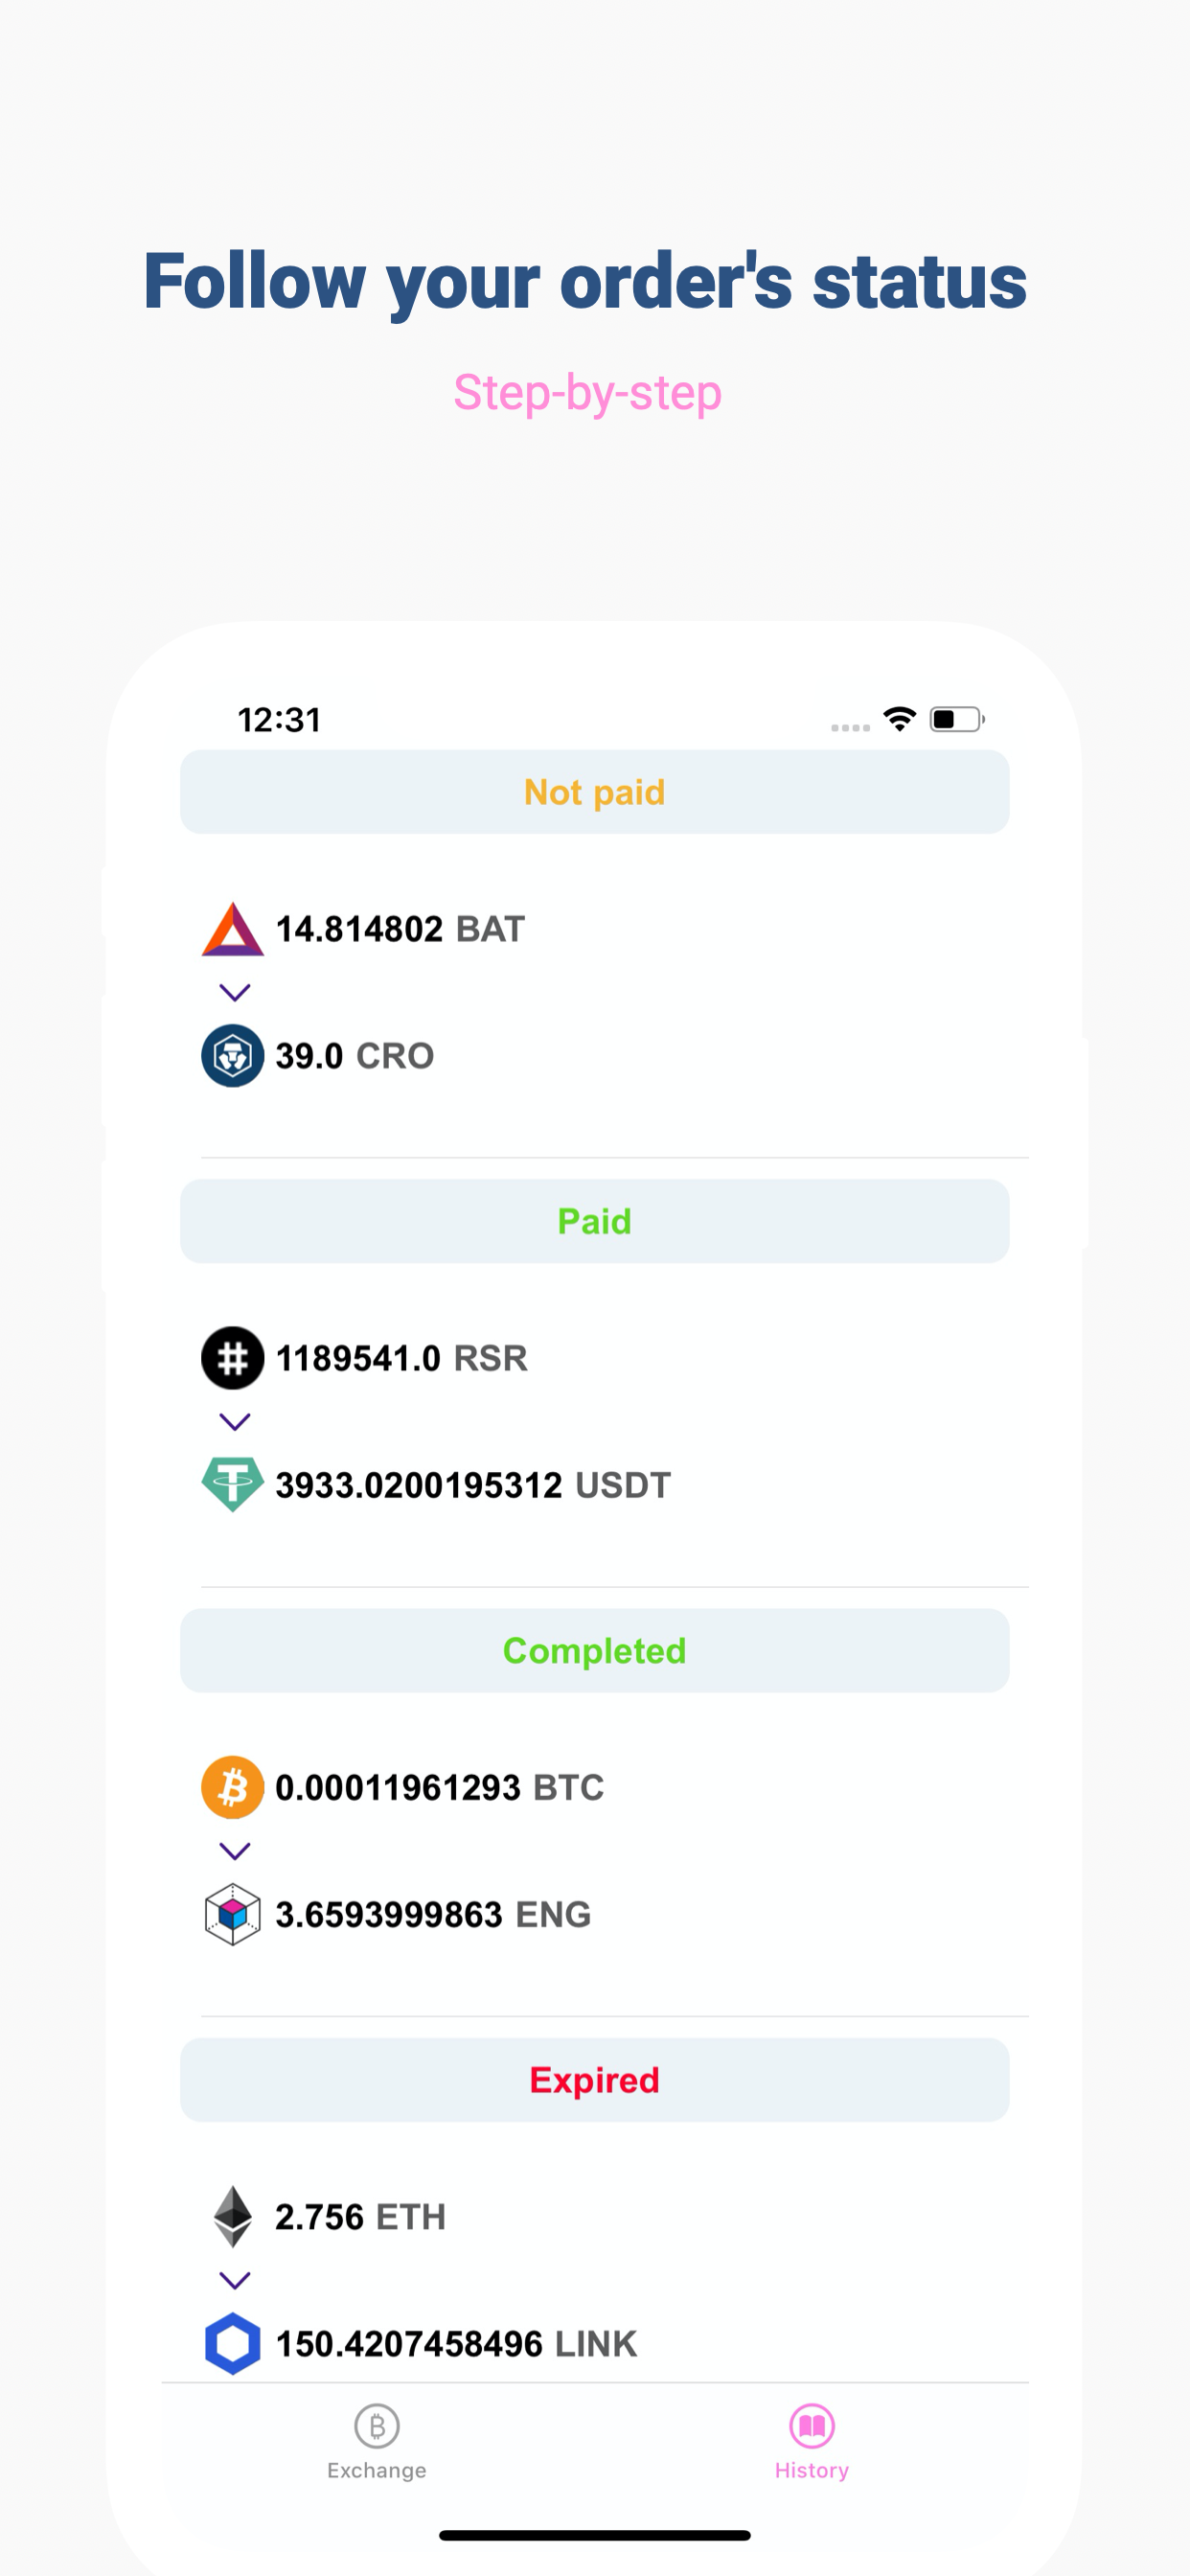 Follow your order's status
Step-by-step
12:31
Not paid
14.814802 BAT
39.0 CRO
Paid
1189541.0 RSR
3933.0200195312 USDT
Completed
0.00011961293 BTC
3.6593999863 ENG
Expired
2.756 ETH
150.4207458496 LINK
Exchange
History